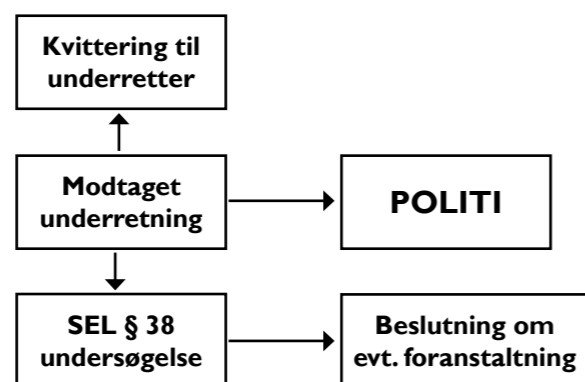 Kvittering til
underretter
Modtaget
underretning
POLITI
SEL § 38
undersøgelse
Beslutning om
evt. foranstaltning